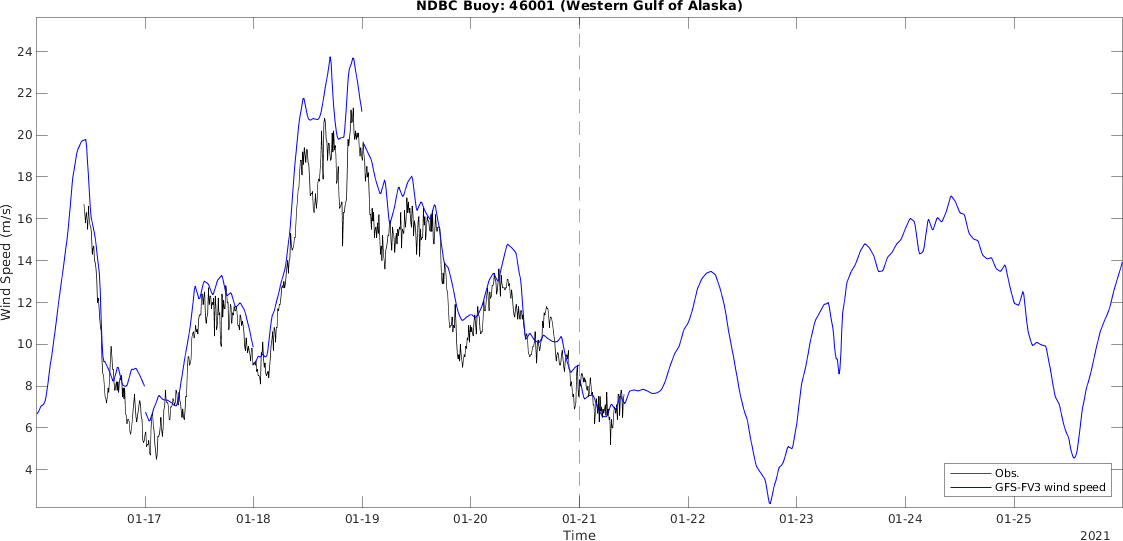 NDBC Buoy: 46001 (Western Gulf of Alaska)
24
22
20
18
16
14
12
10
8
6
4
Wind Speed (m/s)
Obs.
GFS-FV3 wind speed
01-17 01-18 01-19 01-20 01-21 01-22 01-23 01-24 01-25
Time
2021